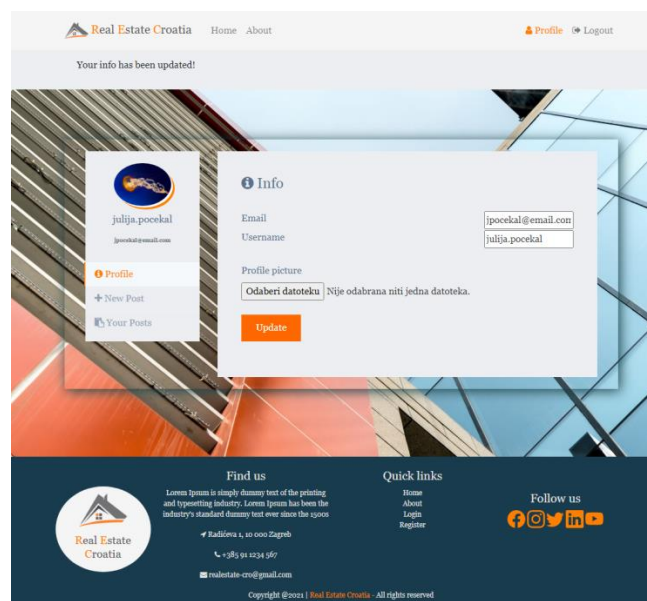 Real Estate Croatia Home About Profile Logout
Your info has been updated!
julija.pocekal
jpocekal@email.com
Profile
New Post
Your Posts
Info
Email jpocekal@email.com
Username julija.pocekal
Profile picture
Odaberi datoteku Nije odabrana niti jedna datoteka.
Update
Real Estate
Croatia
Find us
Lorem Ipsum is simply dummy text of the printing
and typesetting industry. Lorem Ipsum has been the
industry's standard dummy text ever since the 1500s
Radićeva 1, 10 000 Zagreb
+385 91 1234 567
realestate-cro@gmail.com
Quick links
Home
About
Login
Register
Follow us
Copyright @2021 | Real Estate Croatia - All rights reserved